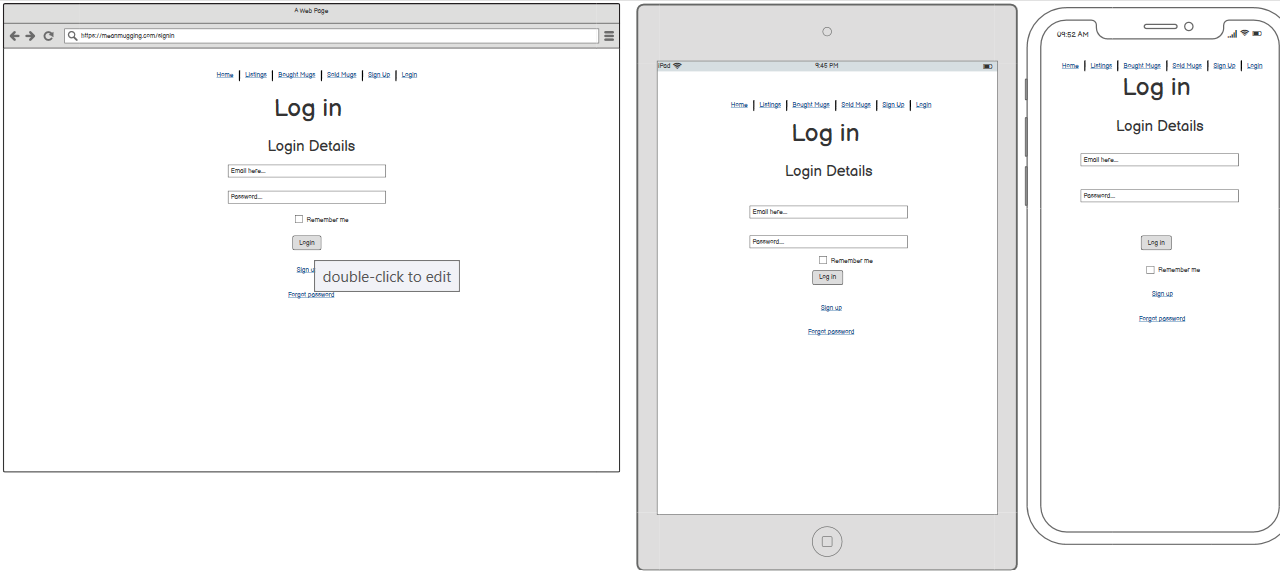 A Web Page
https://meanmugging.com/signin
Home Listings Bought Mugs Sold Mugs Sign Up Login
Log in
Login Details
Email here...
Password...
Remember me
Login
Sign u
double-click to edit
Forgot password
iPad 9:45 PM
Home Listings Bought Mugs Sold Mugs Sign Up Login
Log in
Login Details
Email here...
Password...
Remember me
Log in
Sign up
Forgot password
09:52 AM
Home Listings Bought Mugs Sold Mugs Sign Up Login
Log in
Login Details
Email here...
Password...
Log in
Remember me
Sign up
Forgot password